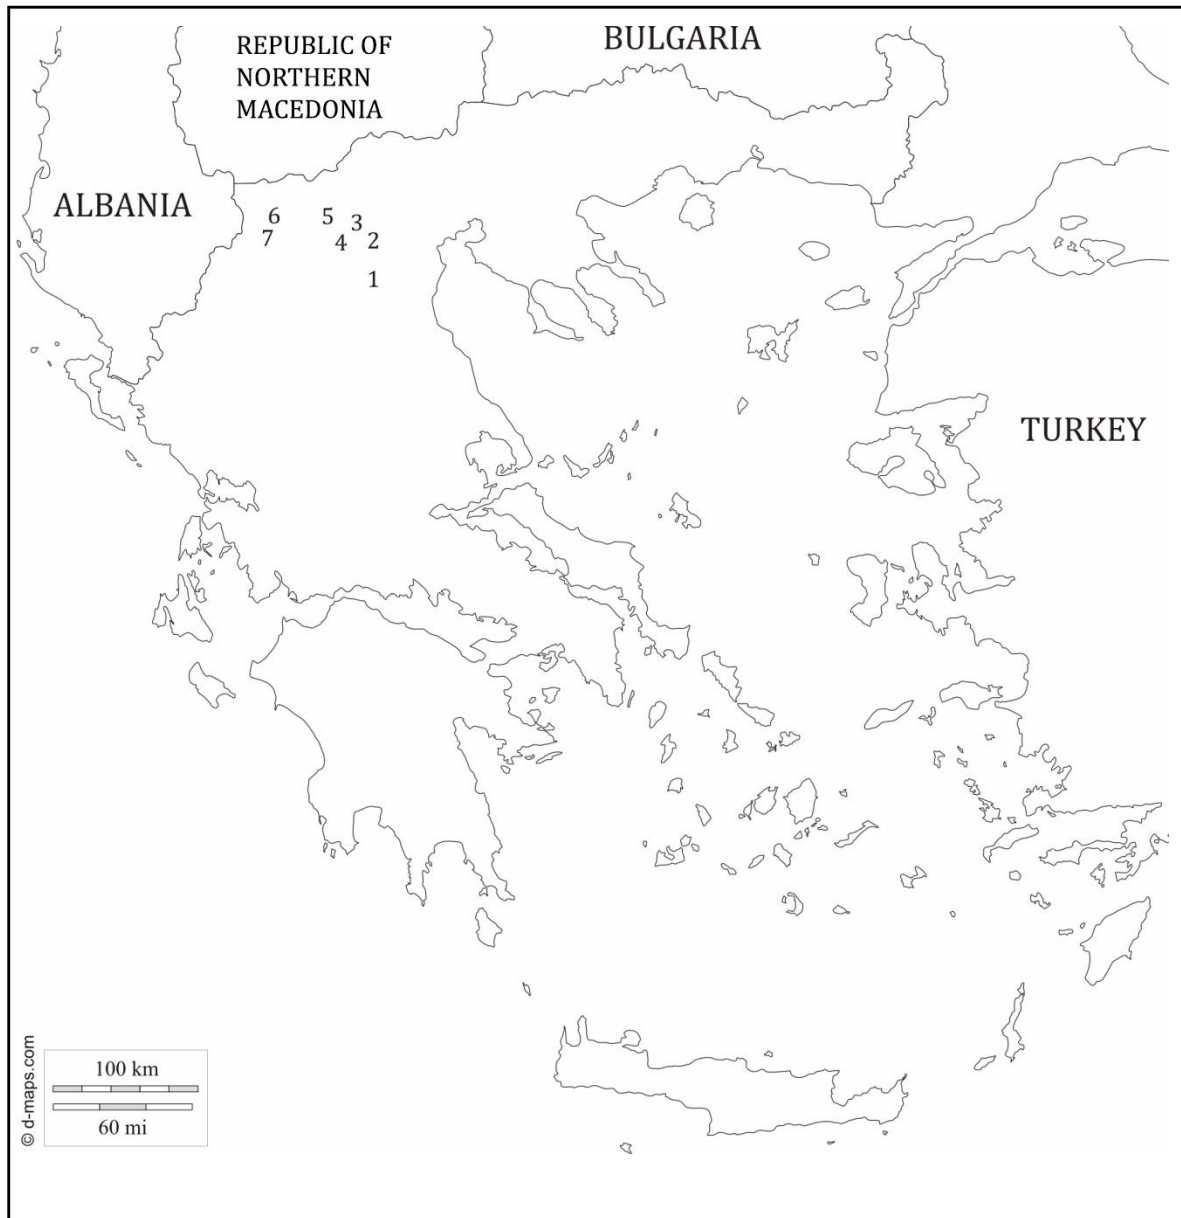 BULGARIA
REPUBLIC OF
NORTHERN
MACEDONIA
ALBANIA
6
5
3
7
4
2
1
TURKEY
100 km
60 mi
© d-maps.com